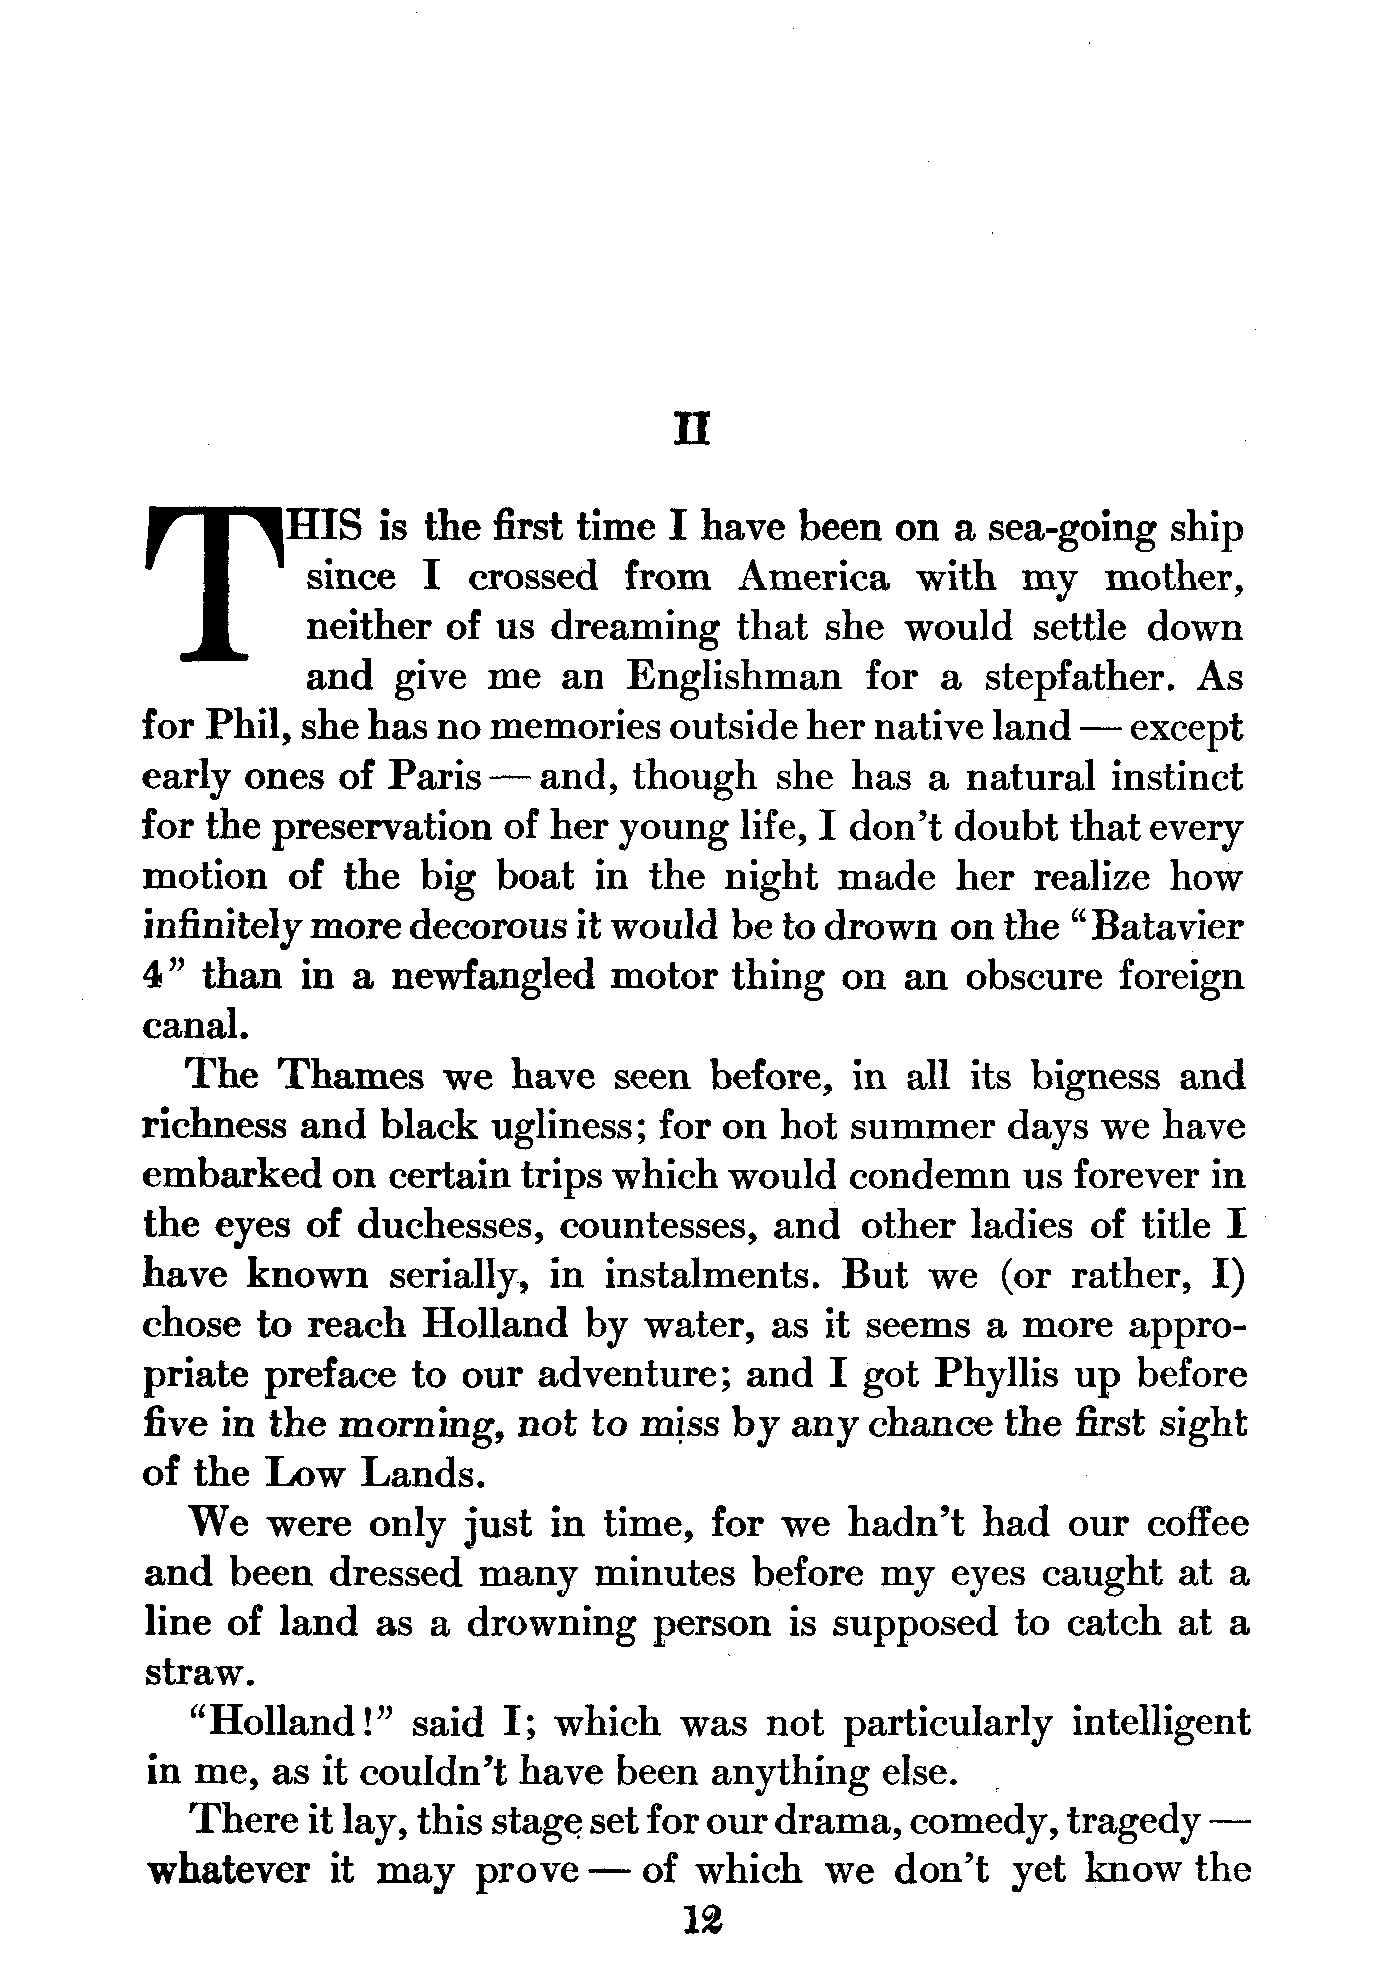 II
THIS is the first time I have been on a sea-going ship
since I crossed from America with my mother,
neither of us dreaming that she would settle down
and give me an Englishman for a stepfather. As
for Phil, she has no memories outside her native land — except
early ones of Paris — and, though she has a natural instinct
for the preservation of her young life, I don't doubt that every
motion of the big boat in the night made her realize how
infinitely more decorous it would be to drown on the "Batavier
4" than in a newfangled motor thing on an obscure foreign
canal.
The Thames we have seen before, in all its bigness and
richness and black ugliness; for on hot summer days we have
embarked on certain trips which would condemn us forever in
the eyes of duchesses, countesses, and other ladies of title I
have known serially, in instalments. But we (or rather, I)
chose to reach Holland by water, as it seems a more appro-
priate preface to our adventure; and I got Phyllis up before
five in the morning, not to miss by any chance the first sight
of the Low Lands.
We were only just in time, for we hadn't had our coffee
and been dressed many minutes before my eyes caught at a
line of land as a drowning person is supposed to catch at a
straw.
"Holland!" said I; which was not particularly intelligent
in me, as it couldn't have been anything else.
There it lay, this stage set for our drama, comedy, tragedy —
whatever it may prove — of which we don't yet know the
12